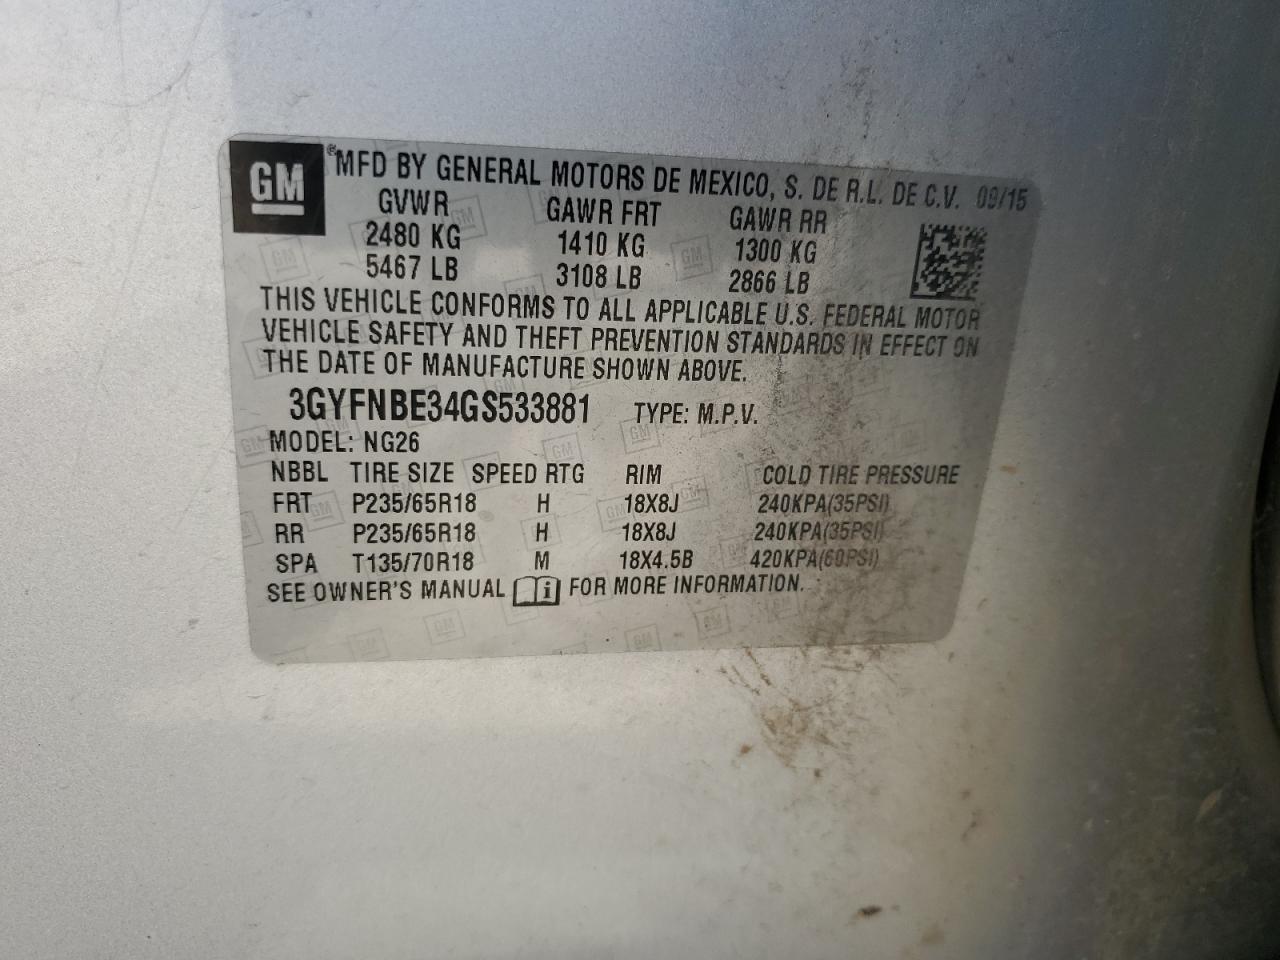 GM ® MFD BY GENERAL MOTORS DE MEXICO, S. DE R.L. DE C.V. 09/15
GVWR GAWR FRT GAWR RR
2480 KG 1410 KG 1300 KG
5467 LB 3108 LB 2866 LB
THIS VEHICLE CONFORMS TO ALL APPLICABLE U.S. FEDERAL MOTOR
VEHICLE SAFETY AND THEFT PREVENTION STANDARDS IN EFFECT ON
THE DATE OF MANUFACTURE SHOWN ABOVE.
3GYFNBE34GS533881 TYPE: M.P.V.
MODEL: NG26
NBBL TIRE SIZE SPEED RTG RIM COLD TIRE PRESSURE
FRT P235/65R18 H 18X8J 240KPA(35PSI)
RR P235/65R18 H 18X8J 240KPA(35PSI)
SPA T135/70R18 M 18X4.5B 420KPA(60PSI)
SEE OWNER'S MANUAL i FOR MORE INFORMATION.